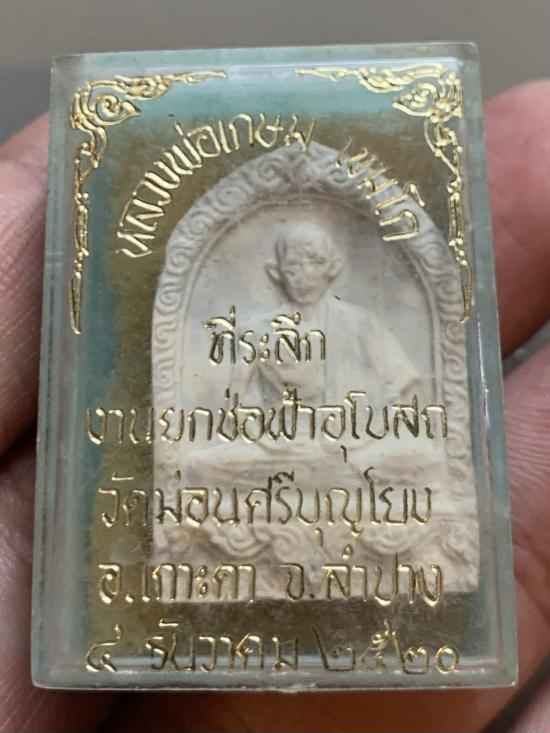 หลวงพ่อเกษม เขมโก
ที่ระลึก
งานยกช่อฟ้าอุโบสถ
วัดม่อนศรีบุญโยง
อ.เกาะคา จ.ลำปาง
๔ ธันวาคม ๒๕๒๐